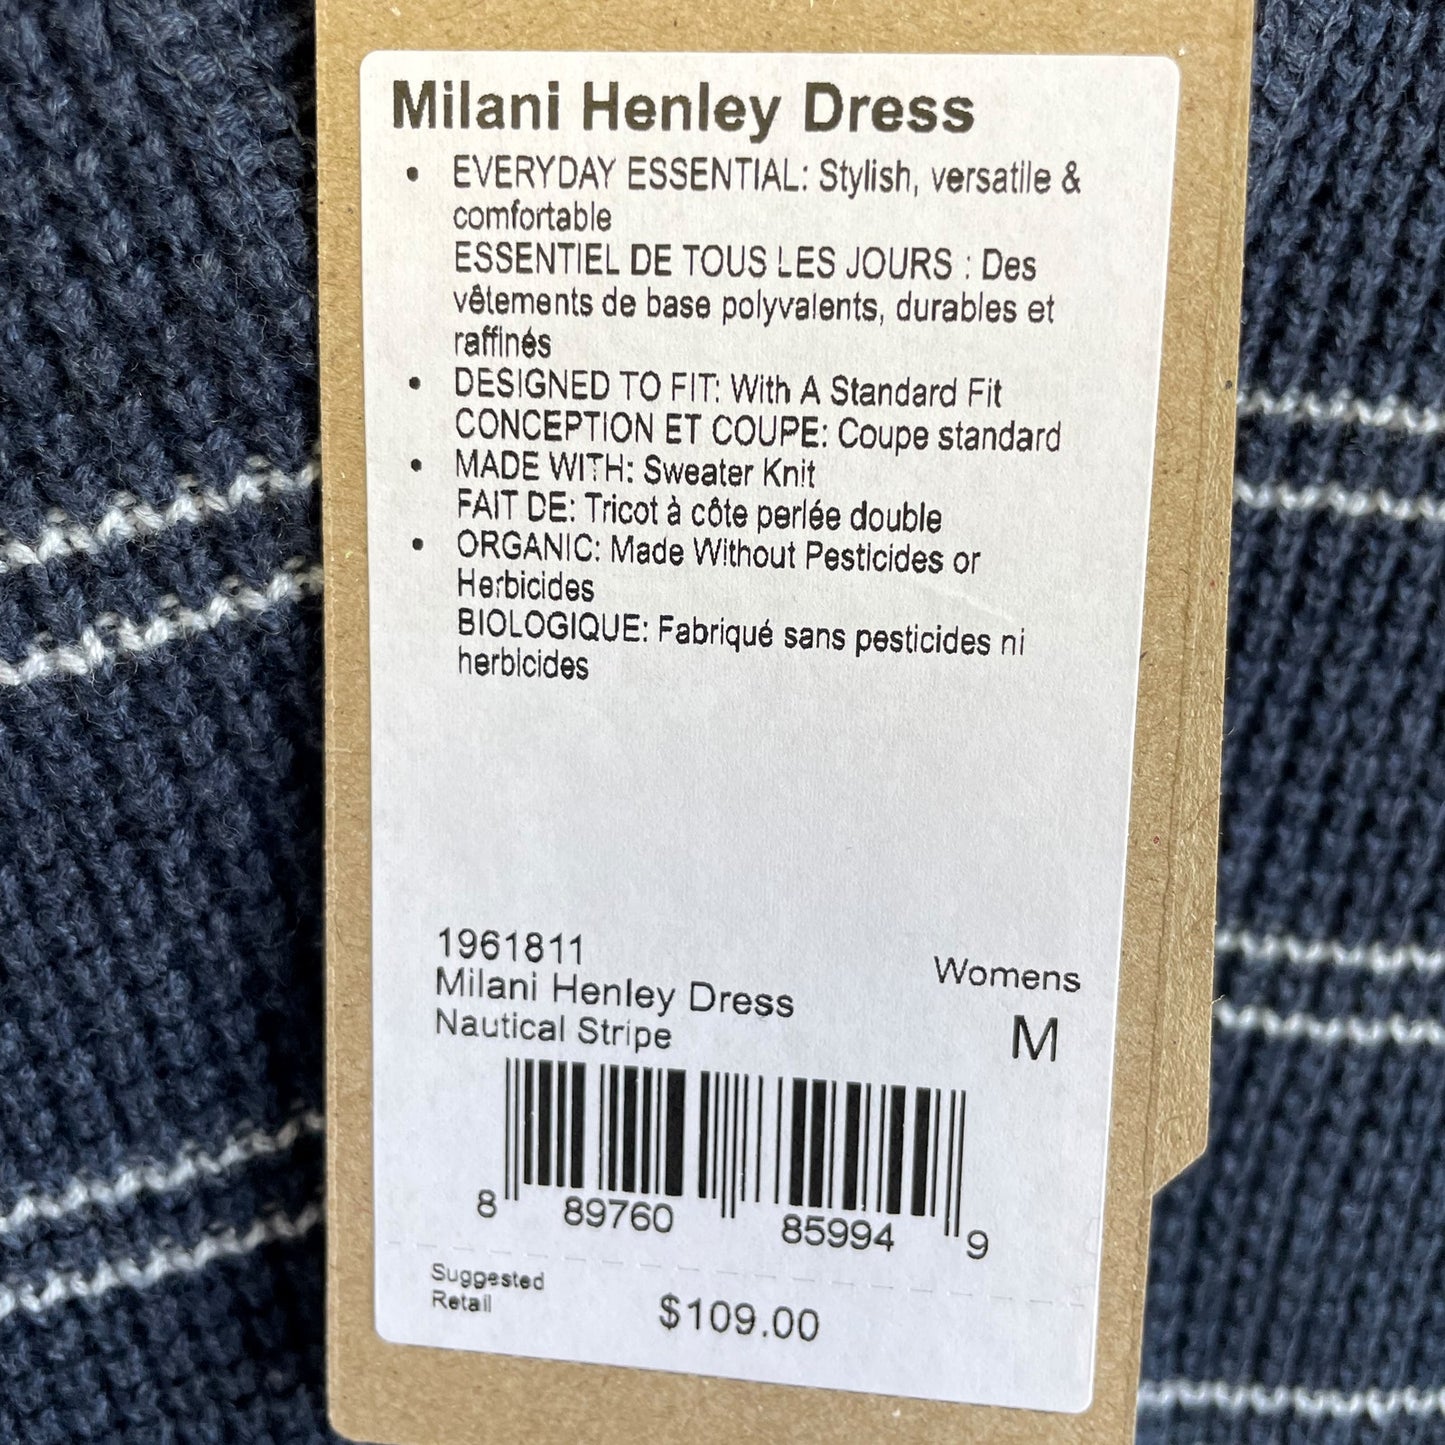 Milani Henley Dress
• EVERYDAY ESSENTIAL: Stylish, versatile &
comfortable
ESSENTIEL DE TOUS LES JOURS : Des
vêtements de base polyvalents, durables et
raffinés
• DESIGNED TO FIT: With A Standard Fit
CONCEPTION ET COUPE: Coupe standard
• MADE WITH: Sweater Knit
FAIT DE: Tricot à côte perlée double
• ORGANIC: Made Without Pesticides or
Herbicides
BIOLOGIQUE: Fabriqué sans pesticides ni
herbicides
1961811
Milani Henley Dress
Nautical Stripe
Womens
M
8 89760 85994 9
Suggested
Retail
$109.00